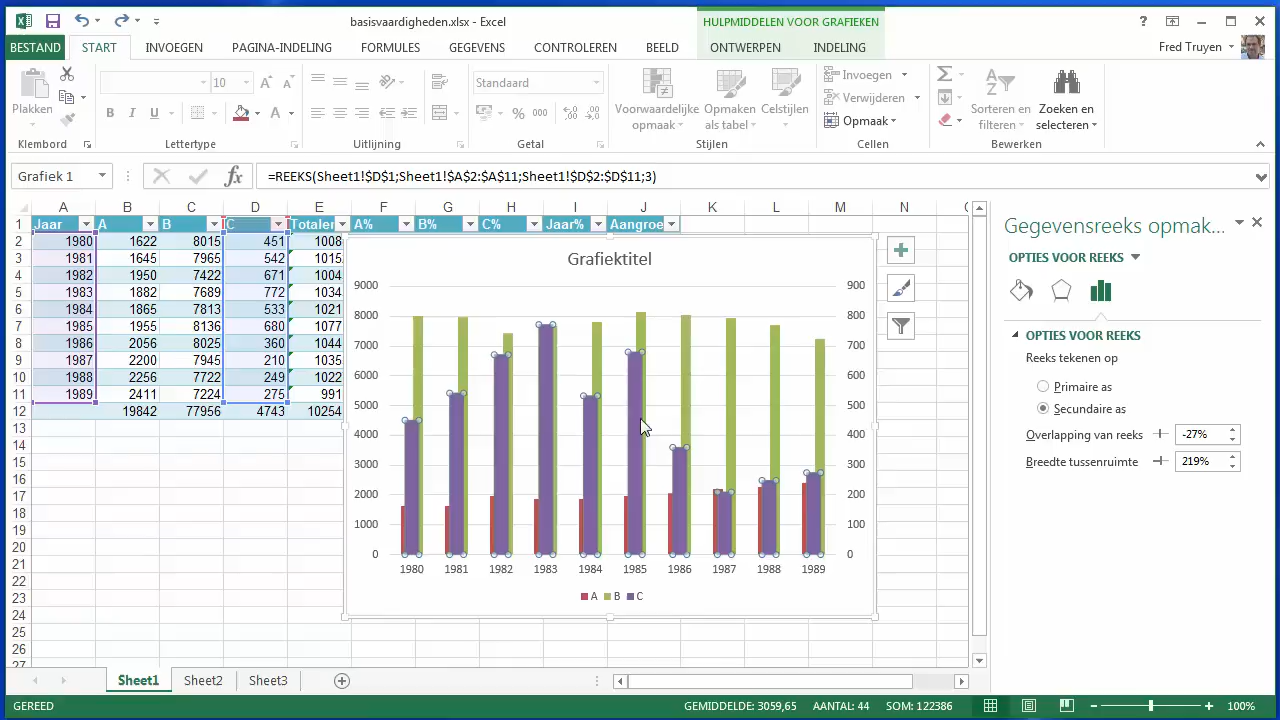 basisvaardigheden.xlsx - Excel
HULPMIDDELEN VOOR GRAFIEKEN
BESTAND START INVOEGEN PAGINA-INDELING FORMULES GEGEVENS CONTROLEREN BEELD ONTWERPEN INDELING Fred Truyen
Plakken
10
B I U
Standaard
% 000
Voorwaardelijke opmaak
Opmaken als tabel
Celstijlen
Invoegen
Verwijderen
Opmaak
Sorteren en filteren
Zoeken en selecteren
Klembord Lettertype Uitlijning Getal Stijlen Cellen Bewerken
Grafiek 1 =REEKS(Sheet1!$D$1;Sheet1!$A$2:$A$11;Sheet1!$D$2:$D$11;3)
A B C D E F G H I J K L M N
1 Jaar A B C Totalen A% B% C% Jaar% Aangroe
2 1980 1622 8015 451 1008
3 1981 1645 7965 542 1015
4 1982 1950 7422 671 1004
5 1983 1882 7689 772 1034
6 1984 1865 7813 533 1021
7 1985 1955 8136 680 1077
8 1986 2056 8025 360 1044
9 1987 2200 7945 210 1035
10 1988 2256 7722 249 1022
11 1989 2411 7224 275 991
12 19842 77956 4743 10254
13
14
15
16
17
18
19
20
21
22
23
24
25
26
27
Grafiektitel
9000 900
8000 800
7000 700
6000 600
5000 500
4000 400
3000 300
2000 200
1000 100
0 0
1980 1981 1982 1983 1984 1985 1986 1987 1988 1989
A B C
Gegevensreeks opmak...
OPTIES VOOR REEKS
OPTIES VOOR REEKS
Reeks tekenen op
Primaire as
Secundaire as
Overlapping van reeks -27%
Breedte tussenruimte 219%
Sheet1 Sheet2 Sheet3
GEREED GEMIDDELDE: 3059,65 AANTAL: 44 SOM: 122386 100%